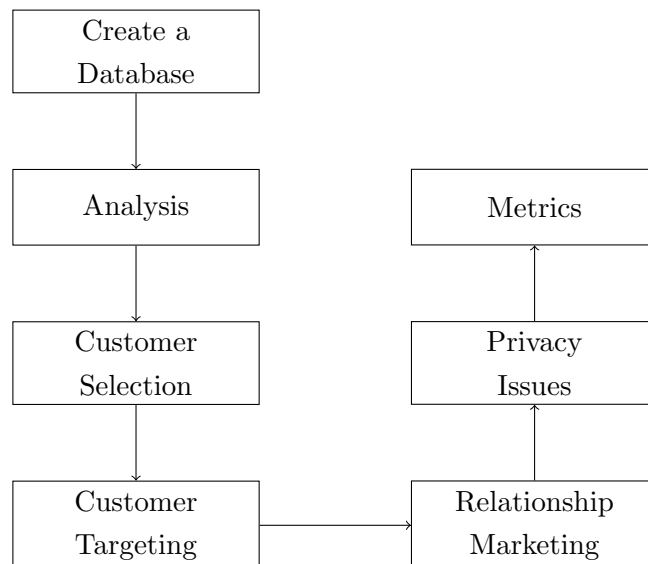 Create a
Database
Analysis
Customer
Selection
Customer
Targeting
Relationship
Marketing
Privacy
Issues
Metrics